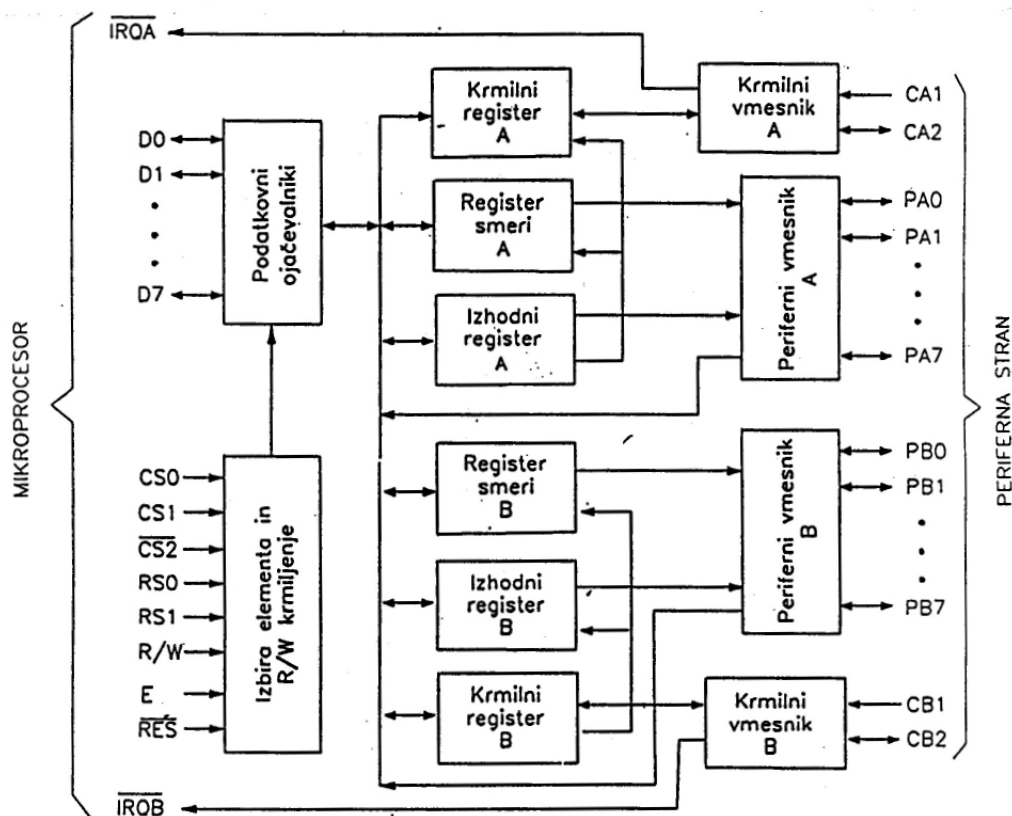 MIKROPROCESOR
IRQA
D0
D1
D7
CS0
CS1
CS2
RS0
RS1
R/W
E
RES
IRQB
Podatkovni
ojačevalniki
Izbira elementa in
R/W krmiljenje
Krmilni
register
A
Register
smeri
A
Izhodni
register
A
Register
smeri
B
Izhodni
register
B
Krmilni
register
B
Krmilni
vmesnik
A
Periferni vmesnik
A
Periferni vmesnik
B
Krmilni
vmesnik
B
CA1
CA2
PA0
PA1
PA7
PB0
PB1
PB7
CB1
CB2
PERIFERNA STRAN